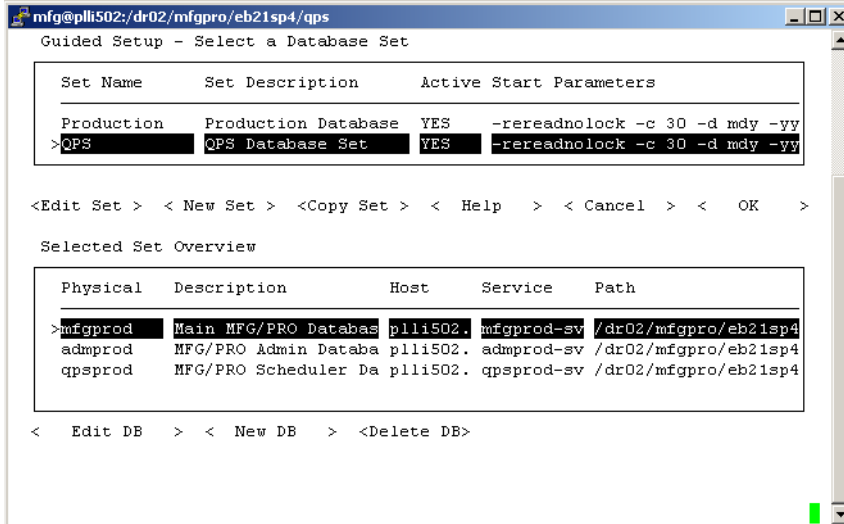 mfg@plli502:/dr02/mfgpro/eb21sp4/qps
Guided Setup - Select a Database Set
Set Name Set Description Active Start Parameters
Production Production Database YES -rereadnolock -c 30 -d mdy -yy
>QPS QPS Database Set YES -rereadnolock -c 30 -d mdy -yy
<Edit Set > < New Set > <Copy Set > < Help > < Cancel > < OK >
Selected Set Overview
Physical Description Host Service Path
>mfgprod Main MFG/PRO Databas plli502. mfgprod-sv /dr02/mfgpro/eb21sp4
admprod MFG/PRO Admin Databa plli502. admprod-sv /dr02/mfgpro/eb21sp4
qpsprod MFG/PRO Scheduler Da plli502. qpsprod-sv /dr02/mfgpro/eb21sp4
< Edit DB > < New DB > <Delete DB>